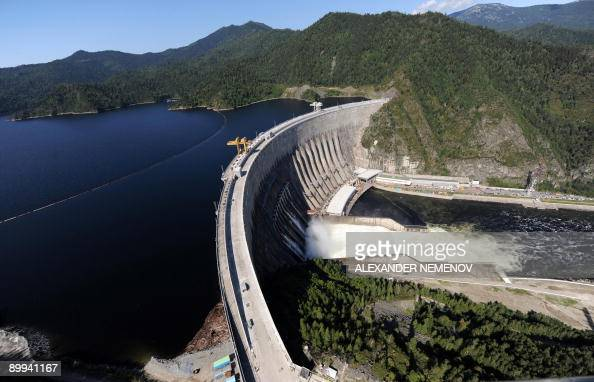 gettyimages
ALEXANDER NEMENOV
89941167